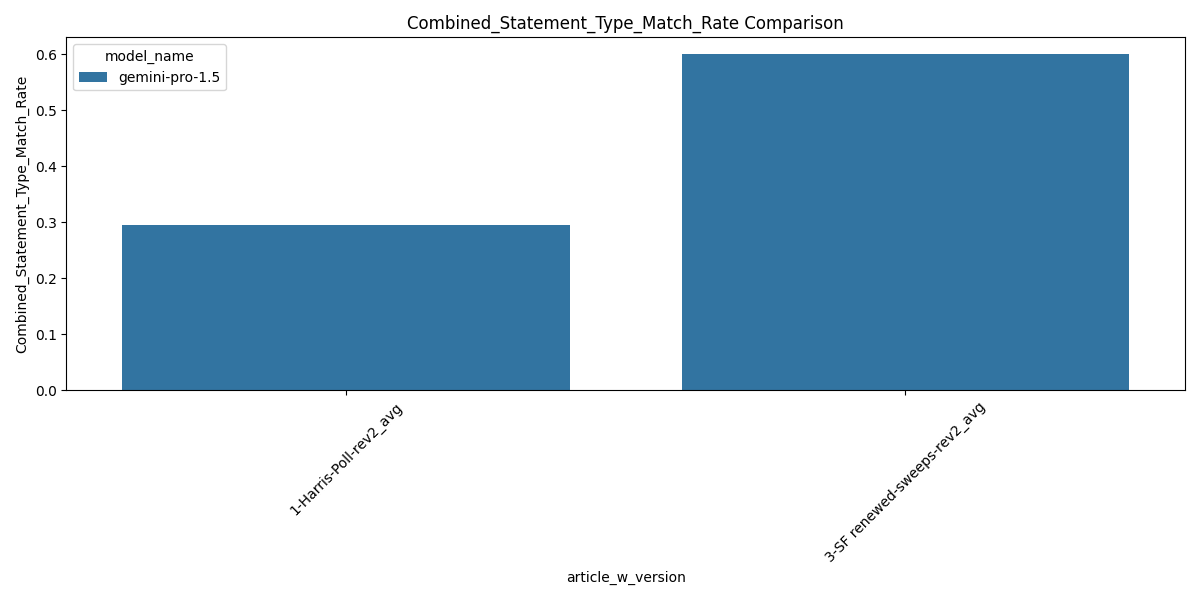 Combined_Statement_Type_Match_Rate Comparison
model_name
gemini-pro-1.5
Combined_Statement_Type_Match_Rate
0.6
0.5
0.4
0.3
0.2
0.1
0.0
1-Harris-Poll-rev2_avg
3-SF renewed-sweeps-rev2_avg
article_w_version